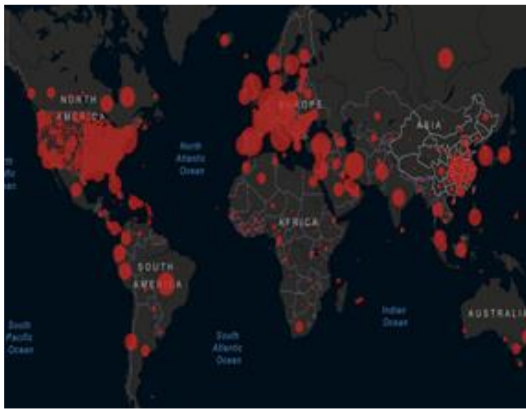 NORTH
AMERICA
EUROPE
ASIA
North
Atlantic
Ocean
AFRICA
SOUTH
AMERICA
Indian
Ocean
AUSTRALIA
South
Pacific
Ocean
South
Atlantic
Ocean